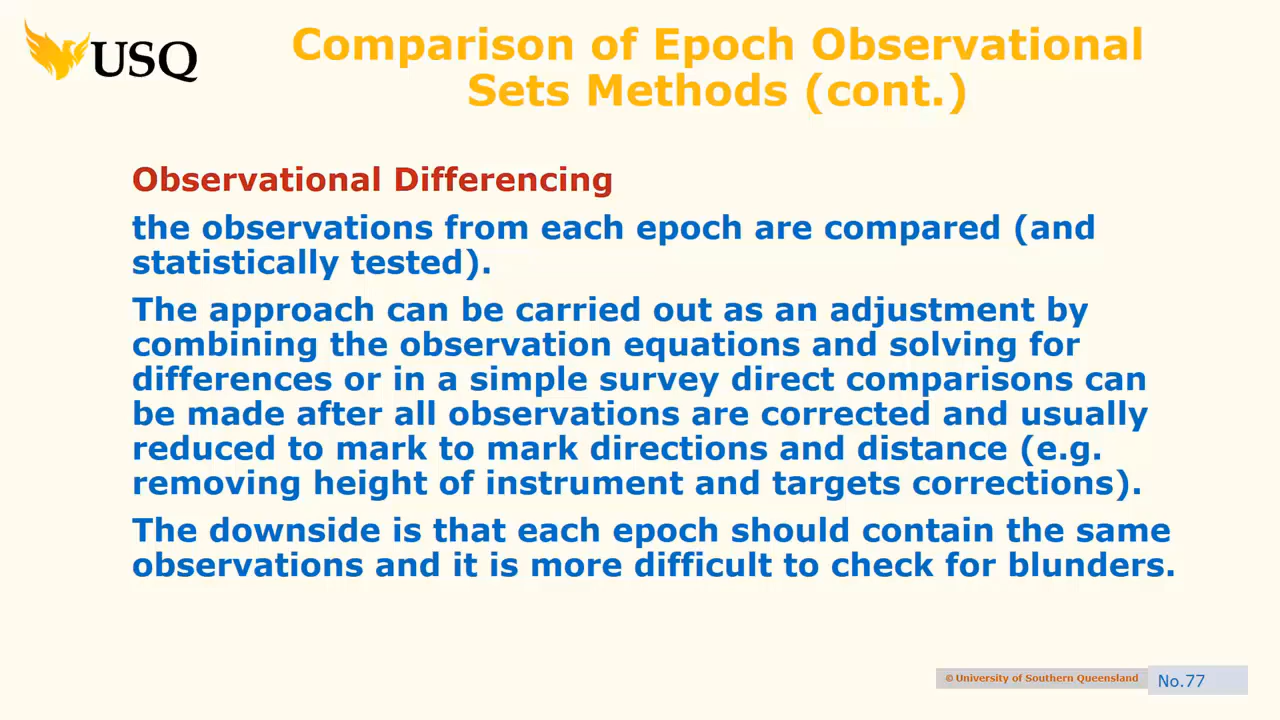 USQ
Comparison of Epoch Observational
Sets Methods (cont.)
Observational Differencing
the observations from each epoch are compared (and
statistically tested).
The approach can be carried out as an adjustment by
combining the observation equations and solving for
differences or in a simple survey direct comparisons can
be made after all observations are corrected and usually
reduced to mark to mark directions and distance (e.g.
removing height of instrument and targets corrections).
The downside is that each epoch should contain the same
observations and it is more difficult to check for blunders.
© University of Southern Queensland
No.77